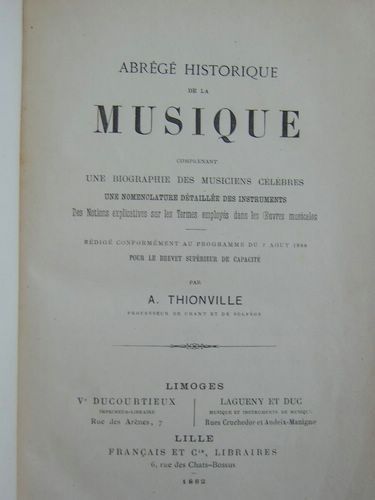 ABRÉGÉ HISTORIQUE
DE LA
MUSIQUE
COMPRENANT
UNE BIOGRAPHIE DES MUSICIENS CÉLÈBRES
UNE NOMENCLATURE DÉTAILLÉE DES INSTRUMENTS
Des Notions explicatives sur les Termes employés dans les Œuvres musicales
RÉDIGÉ CONFORMÉMENT AU PROGRAMME DU AOUT
POUR LE BREVET SUPÉRIEUR DE CAPACITÉ
PAR
A. THIONVILLE
PROFESSEUR DE CHANT ET DE SOLFÈGE
LIMOGES
Vᵉ DUCOURTIEUX
IMPRIMEUR-LIBRAIRE
Rue des Arènes, 7
LAGUENY ET DUC
MUSIQUE ET INSTRUMENTS DE MUSIQUE
Rues Cruchedor et Andeix-Manigne
LILLE
FRANÇAIS ET Cⁱᵉ, LIBRAIRES
6, rue des Chats-Bossus
1882